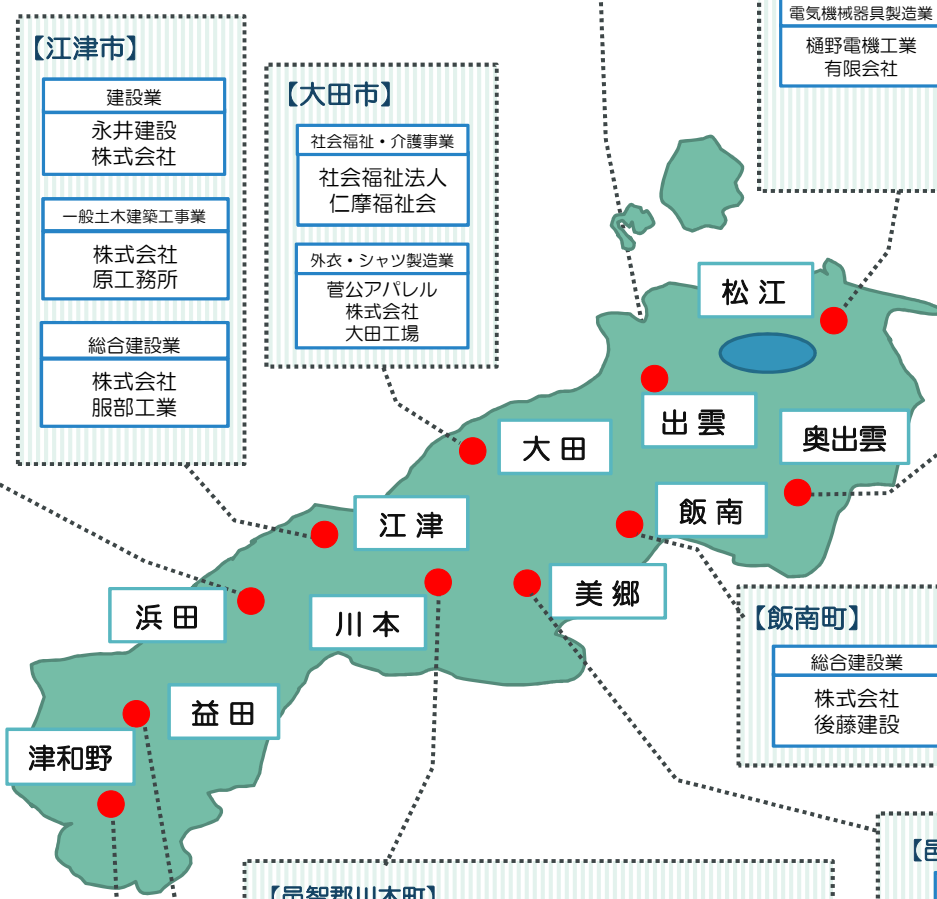 【江津市】
建設業
永井建設
株式会社
一般土木建築工事業
株式会社
原工務所
総合建設業
株式会社
服部工業
【大田市】
社会福祉・介護事業
社会福祉法人
仁摩福祉会
外衣・シャツ製造業
菅公アパレル
株式会社
大田工場
電気機械器具製造業
樋野電機工業
有限会社
松江
出雲
奥出雲
大田
飯南
江津
美郷
浜田
川本
益田
津和野
【飯南町】
総合建設業
株式会社
後藤建設
【邑智郡川本町】
【邑